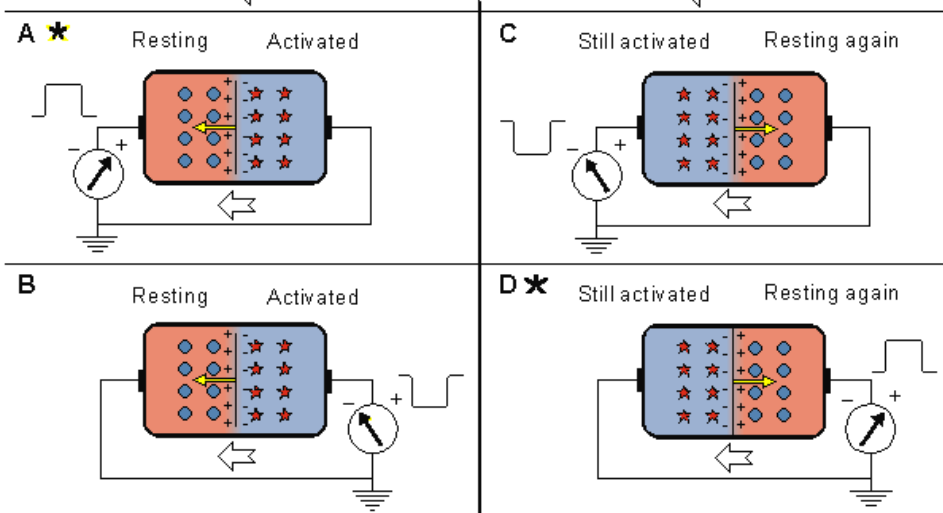 A *
Resting Activated
- +
C
Still activated Resting again
- +
B
Resting Activated
- +
D *
Still activated Resting again
- +